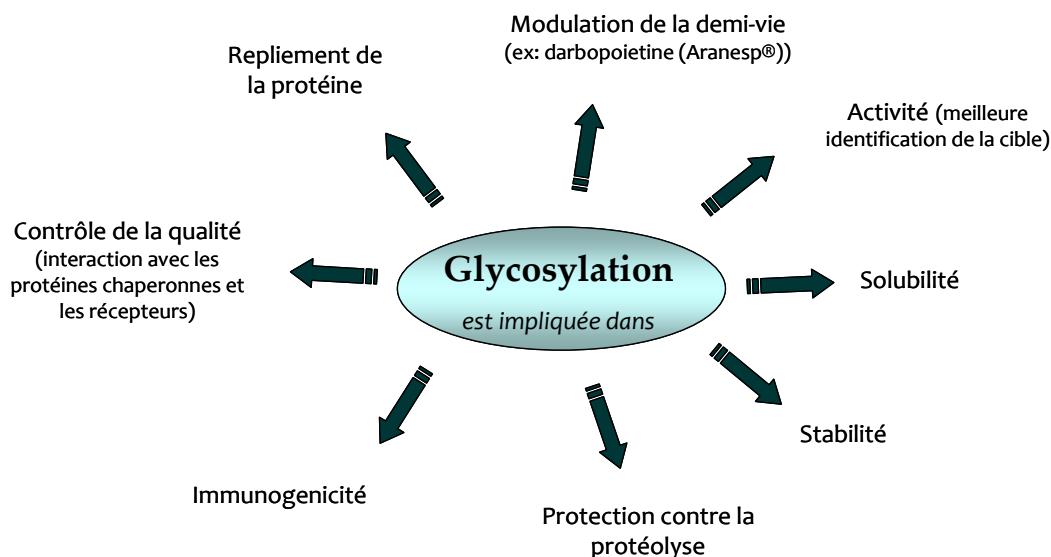 Modulation de la demi-vie
(ex: darbopoietine (Aranesp®))
Repliement de
la protéine
Activité (meilleure
identification de la cible)
Contrôle de la qualité
(interaction avec les
protéines chaperonnes et
les récepteurs)
Glycosylation
est impliquée dans
Solubilité
Stabilité
Immunogenicité
Protection contre la
protéolyse